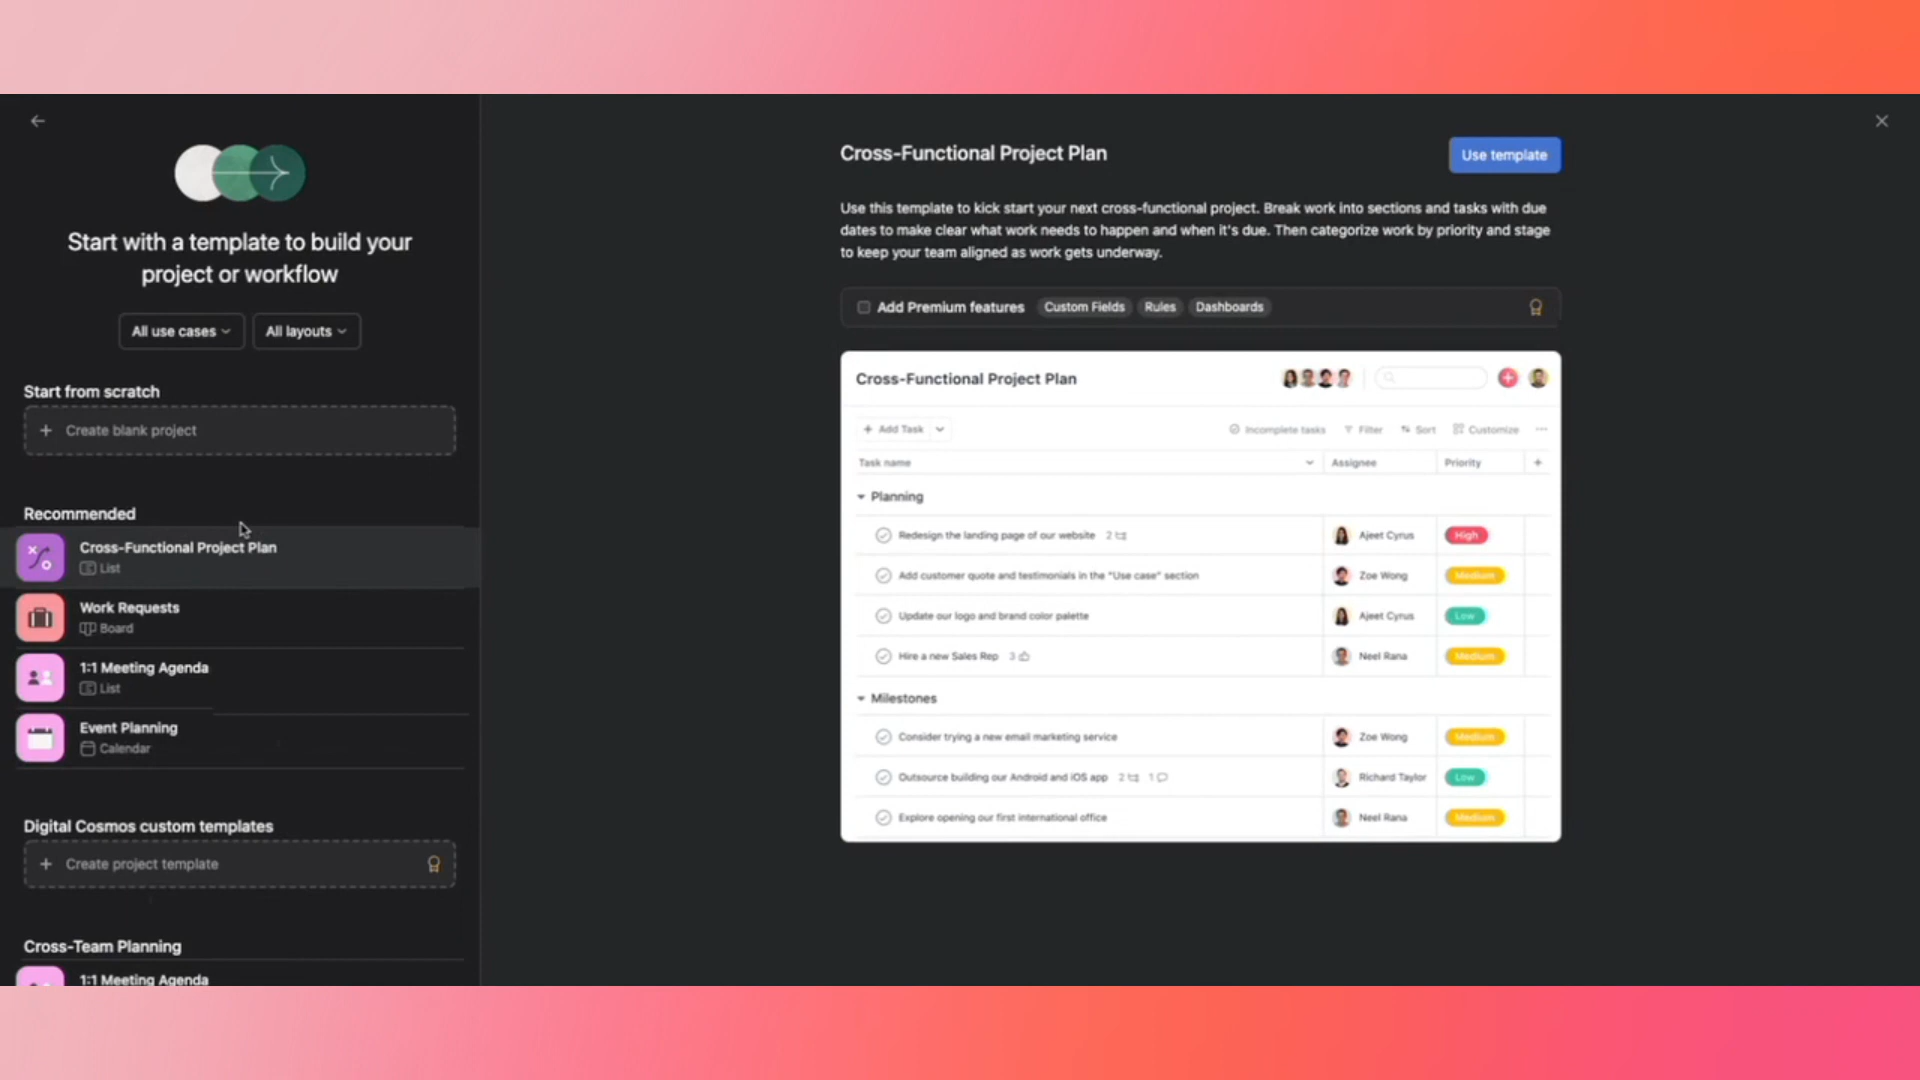 Start with a template to build your
project or workflow
All use cases
All layouts
Start from scratch
+ Create blank project
Recommended
Cross-Functional Project Plan
List
Work Requests
Board
1:1 Meeting Agenda
List
Event Planning
Calendar
Digital Cosmos custom templates
+ Create project template
Cross-Team Planning
1:1 Meeting Agenda
Cross-Functional Project Plan
Use template
Use this template to kick start your next cross-functional project. Break work into sections and tasks with due
dates to make clear what work needs to happen and when it's due. Then categorize work by priority and stage
to keep your team aligned as work gets underway.
Add Premium features Custom Fields Rules Dashboards
Cross-Functional Project Plan
+ Add Task Incomplete tasks Filter Sort Customize ...
Task name Assignee Priority +
Planning
Redesign the landing page of our website 2 Ajeet Cyrus High
Add customer quote and testimonials in the "Use case" section Zoe Wong Medium
Update our logo and brand color palette Ajeet Cyrus Low
Hire a new Sales Rep 3 Neel Rana Medium
Milestones
Consider trying a new email marketing service Zoe Wong Medium
Outsource building our Android and iOS app 2 1 Richard Taylor Low
Explore opening our first international office Neel Rana Medium